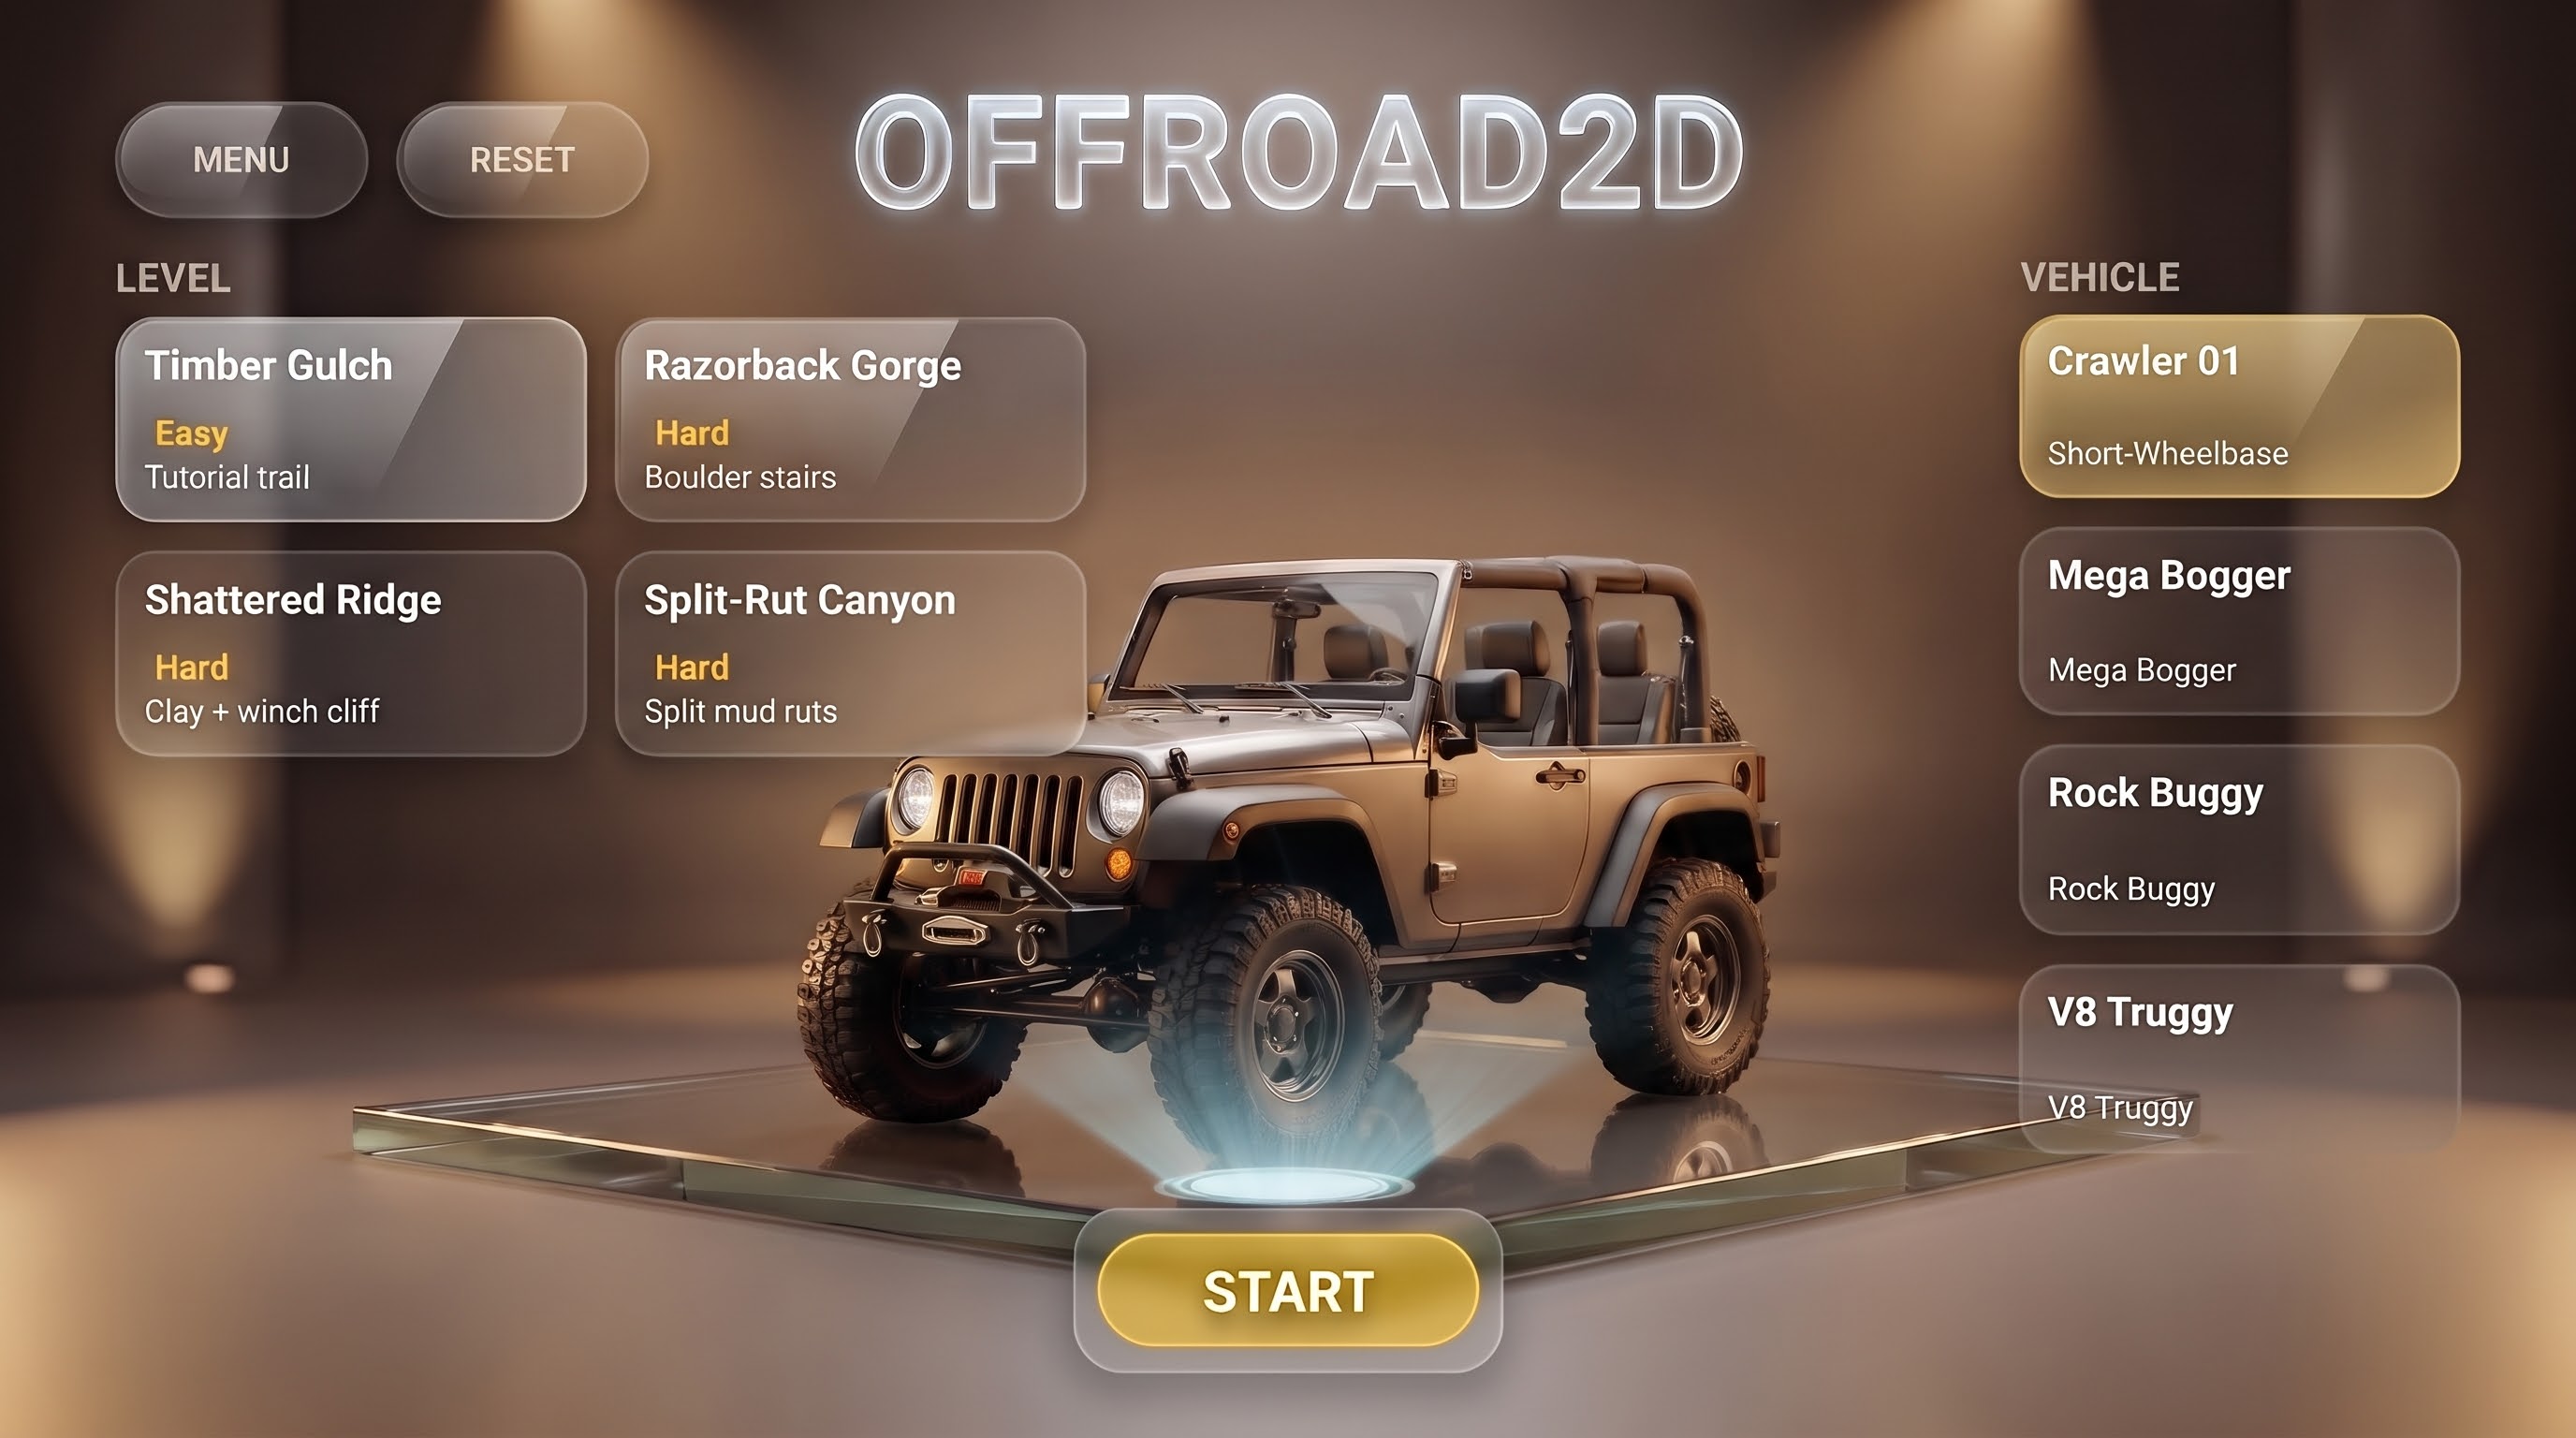 OFFROAD2D
MENU
RESET
LEVEL
Timber Gulch
Easy
Tutorial trail
Razorback Gorge
Hard
Boulder stairs
Shattered Ridge
Hard
Clay + winch cliff
Split-Rut Canyon
Hard
Split mud ruts
VEHICLE
Crawler 01
Short-Wheelbase
Mega Bogger
Mega Bogger
Rock Buggy
Rock Buggy
V8 Truggy
V8 Truggy
START